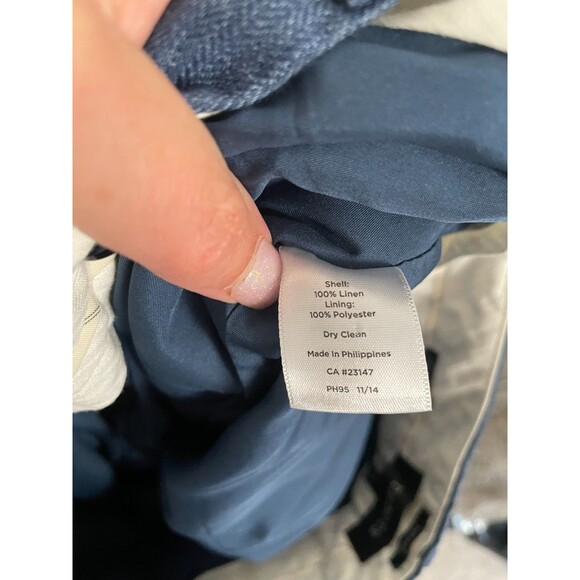 Shell:
100% Linen
Lining:
100% Polyester
Dry Clean
Made in Philippines
CA #23147
PH95 11/14